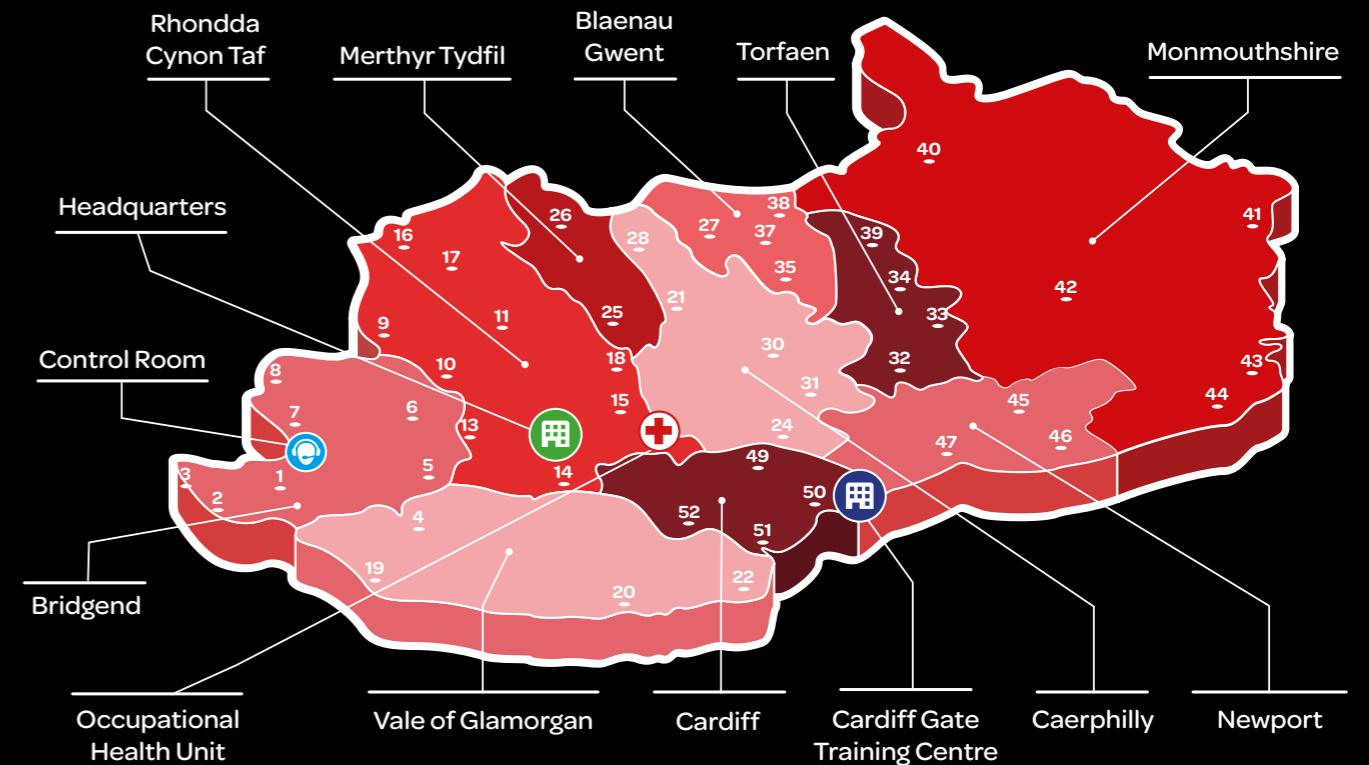 Rhondda
Cynon Taf
Merthyr Tydfil
Blaenau
Gwent
Torfaen
Monmouthshire
Headquarters
Control Room
40
38
41
26
27
37
39
28
16
17
35
34
42
21
25
11
33
9
30
18
32
10
43
8
31
15
44
7
6
13
45
24
47
46
49
14
5
1
3
2
50
52
51
4
19
22
20
Bridgend
Occupational
Health Unit
Vale of Glamorgan
Cardiff
Cardiff Gate
Training Centre
Caerphilly
Newport